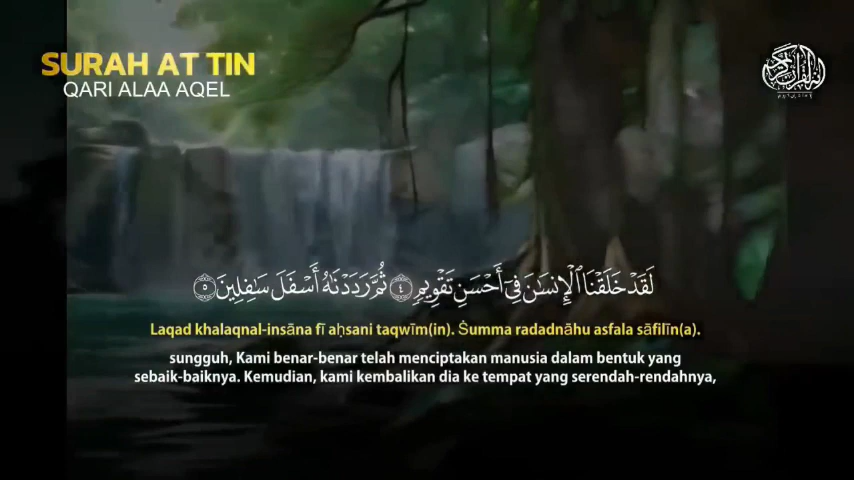 SURAH AT TIN
QARI ALAA AQEL
لَقَدْ خَلَقْنَا ٱلْإِنسَٰنَ فِىٓ أَحْسَنِ تَقْوِيمٍ ٤ ثُمَّ رَدَدْنَٰهُ أَسْفَلَ سَٰفِلِينَ ٥
Laqad khalaqnal-insāna fī aḥsani taqwīm(in). Ṡumma radadnāhu asfala sāfilīn(a).
sungguh, Kami benar-benar telah menciptakan manusia dalam bentuk yang
sebaik-baiknya. Kemudian, kami kembalikan dia ke tempat yang serendah-rendahnya,